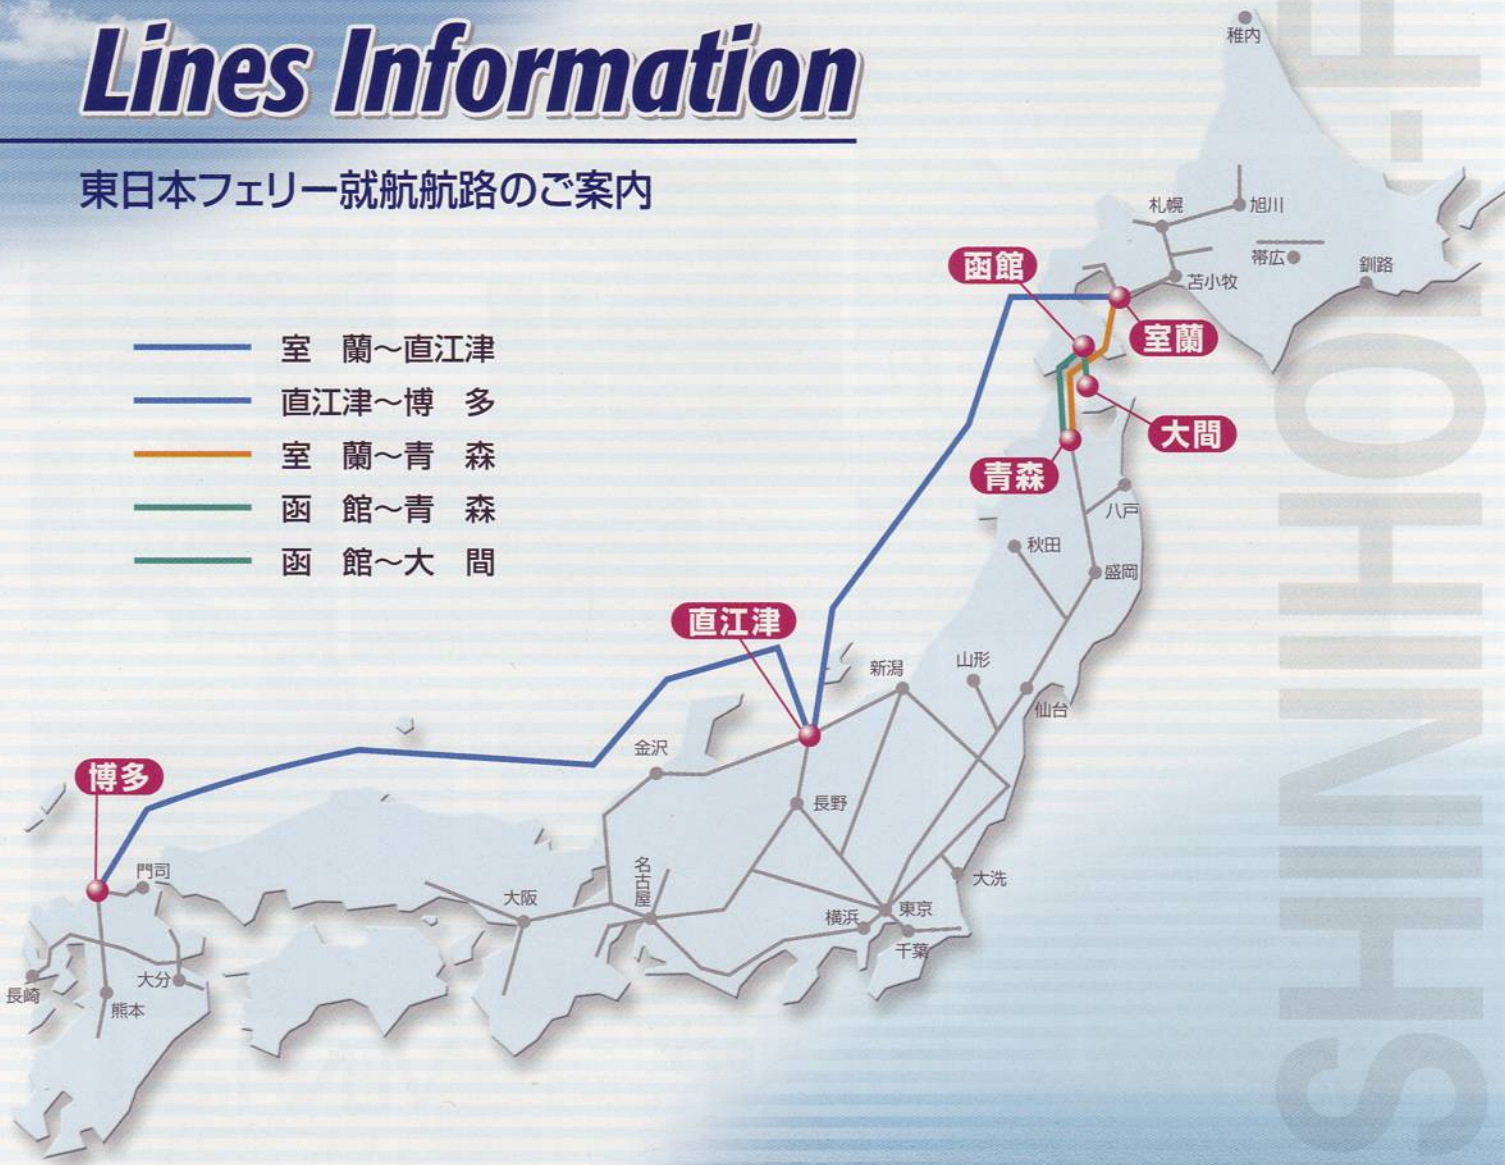 Lines Information
東日本フェリー就航航路のご案内
室 蘭～直江津
直江津～博 多
室 蘭～青 森
函 館～青 森
函 館～大 間
稚内
札幌
旭川
帯広
釧路
苫小牧
函館
室蘭
大間
青森
八戸
秋田
盛岡
直江津
新潟
山形
仙台
金沢
博多
長野
門司
名古屋
大阪
大洗
横浜
東京
千葉
長崎
大分
熊本